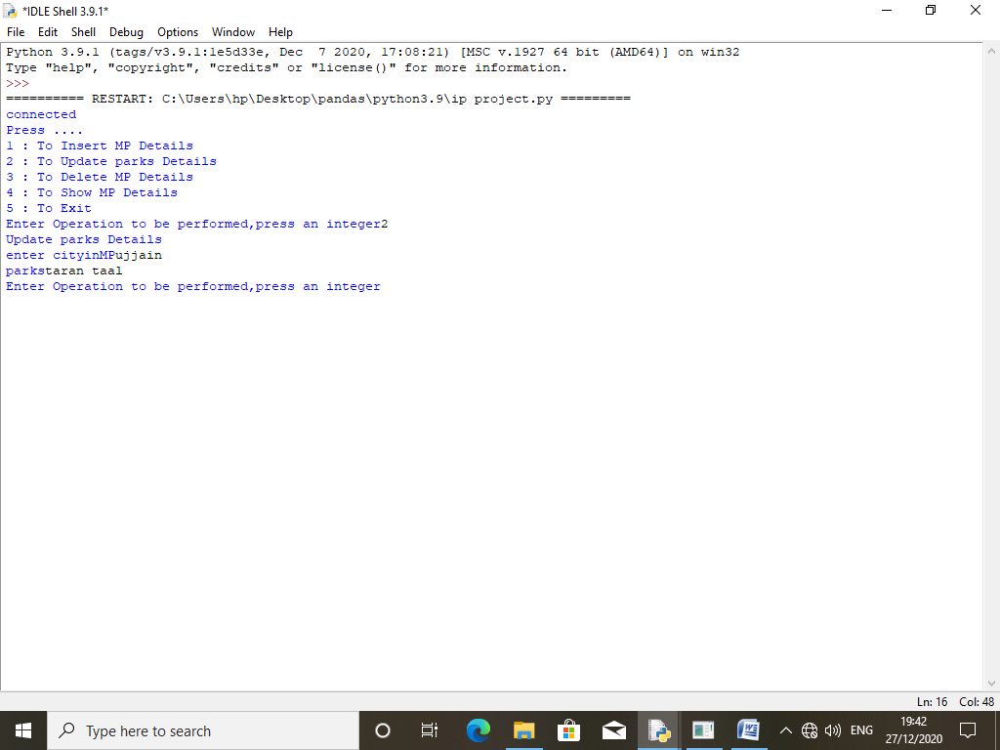 *IDLE Shell 3.9.1*
File Edit Shell Debug Options Window Help
Python 3.9.1 (tags/v3.9.1:1e5d33e, Dec  7 2020, 17:08:21) [MSC v.1927 64 bit (AMD64)] on win32
Type "help", "copyright", "credits" or "license()" for more information.
>>>
========== RESTART: C:\Users\hp\Desktop\pandas\python3.9\ip project.py =========
connected
Press ....
1 : To Insert MP Details
2 : To Update parks Details
3 : To Delete MP Details
4 : To Show MP Details
5 : To Exit
Enter Operation to be performed,press an integer2
Update parks Details
enter cityinMPujjain
parkstaran taal
Enter Operation to be performed,press an integer
Ln: 16 Col: 48
Type here to search
ENG
19:42
27/12/2020